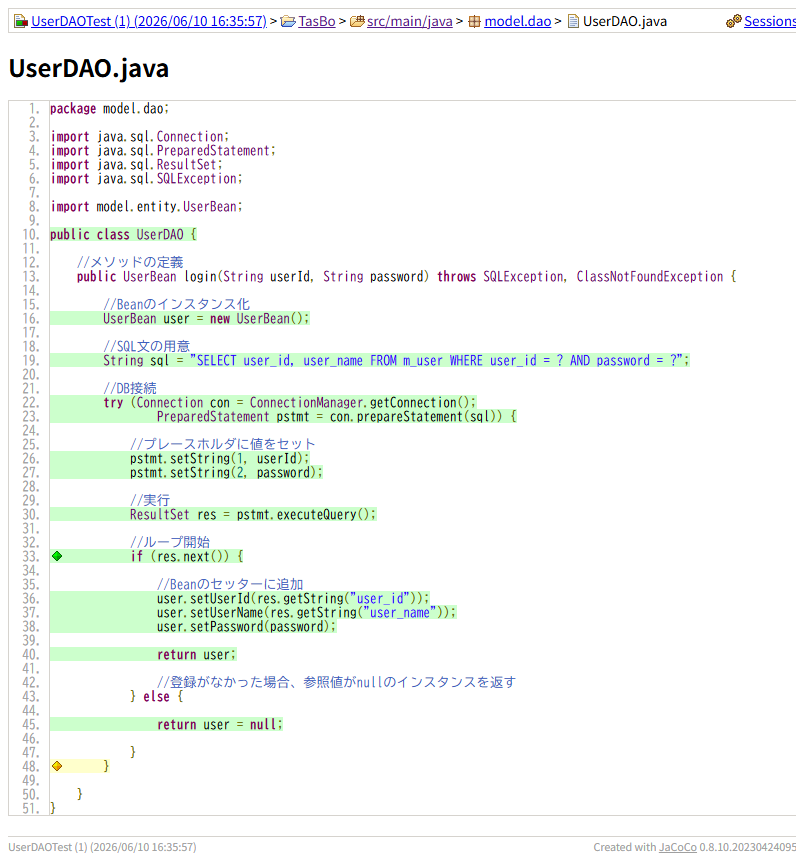 UserDAOTest (1) (2026/06/10 16:35:57) > TasBo > src/main/java > model.dao > UserDAO.java Sessions
UserDAO.java
1. package model.dao;
2.
3. import java.sql.Connection;
4. import java.sql.PreparedStatement;
5. import java.sql.ResultSet;
6. import java.sql.SQLException;
7.
8. import model.entity.UserBean;
9.
10. public class UserDAO {
11.
12.     //メソッドの定義
13.     public UserBean login(String userId, String password) throws SQLException, ClassNotFoundException {
14.
15.         //Beanのインスタンス化
16.         UserBean user = new UserBean();
17.
18.         //SQL文の用意
19.         String sql = "SELECT user_id, user_name FROM m_user WHERE user_id = ? AND password = ?";
20.
21.         //DB接続
22.         try (Connection con = ConnectionManager.getConnection();
23.                 PreparedStatement pstmt = con.prepareStatement(sql)) {
24.
25.             //プレースホルダに値をセット
26.             pstmt.setString(1, userId);
27.             pstmt.setString(2, password);
28.
29.             //実行
30.             ResultSet res = pstmt.executeQuery();
31.
32.             //ループ開始
33.             if (res.next()) {
34.
35.                 //Beanのセッターに追加
36.                 user.setUserId(res.getString("user_id"));
37.                 user.setUserName(res.getString("user_name"));
38.                 user.setPassword(password);
39.
40.                 return user;
41.
42.                 //登録がなかった場合、参照値がnullのインスタンスを返す
43.             } else {
44.
45.                 return user = null;
46.
47.             }
48.         }
49.
50.     }
51. }
UserDAOTest (1) (2026/06/10 16:35:57) Created with JaCoCo 0.8.10.20230424095